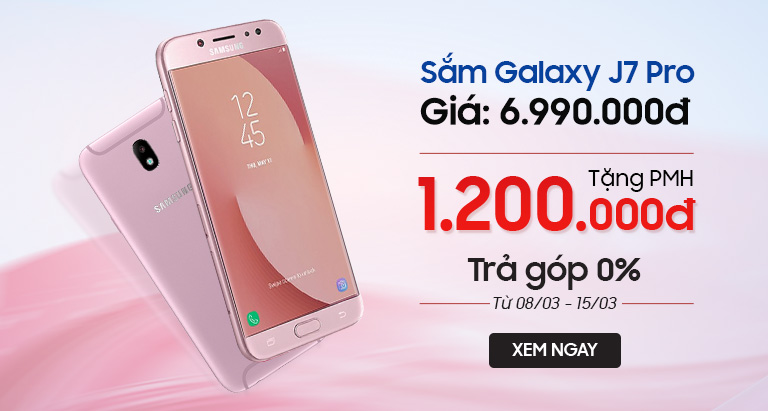 Sắm Galaxy J7 Pro
Giá: 6.990.000đ
Tặng PMH
1.200.000đ
Trả góp 0%
Từ 08/03 - 15/03
XEM NGAY
SAMSUNG
12
45
SAMSUNG